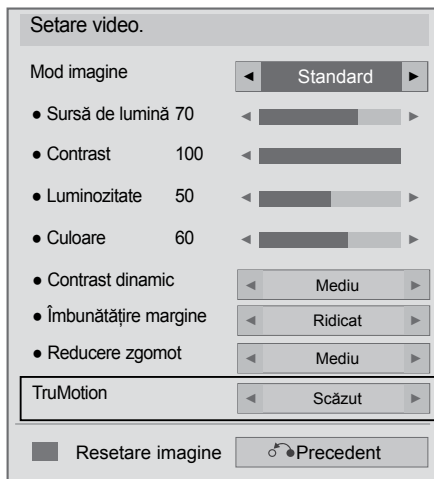 Setare video.
Mod imagine ◄ Standard ►
● Sursă de lumină 70 ◄ ►
● Contrast 100 ◄
● Luminozitate 50 ◄ ►
● Culoare 60 ◄ ►
● Contrast dinamic ◄ Mediu ►
● Îmbunătățire margine ◄ Ridicat ►
● Reducere zgomot ◄ Mediu ►
TruMotion ◄ Scăzut ►
Resetare imagine Precedent